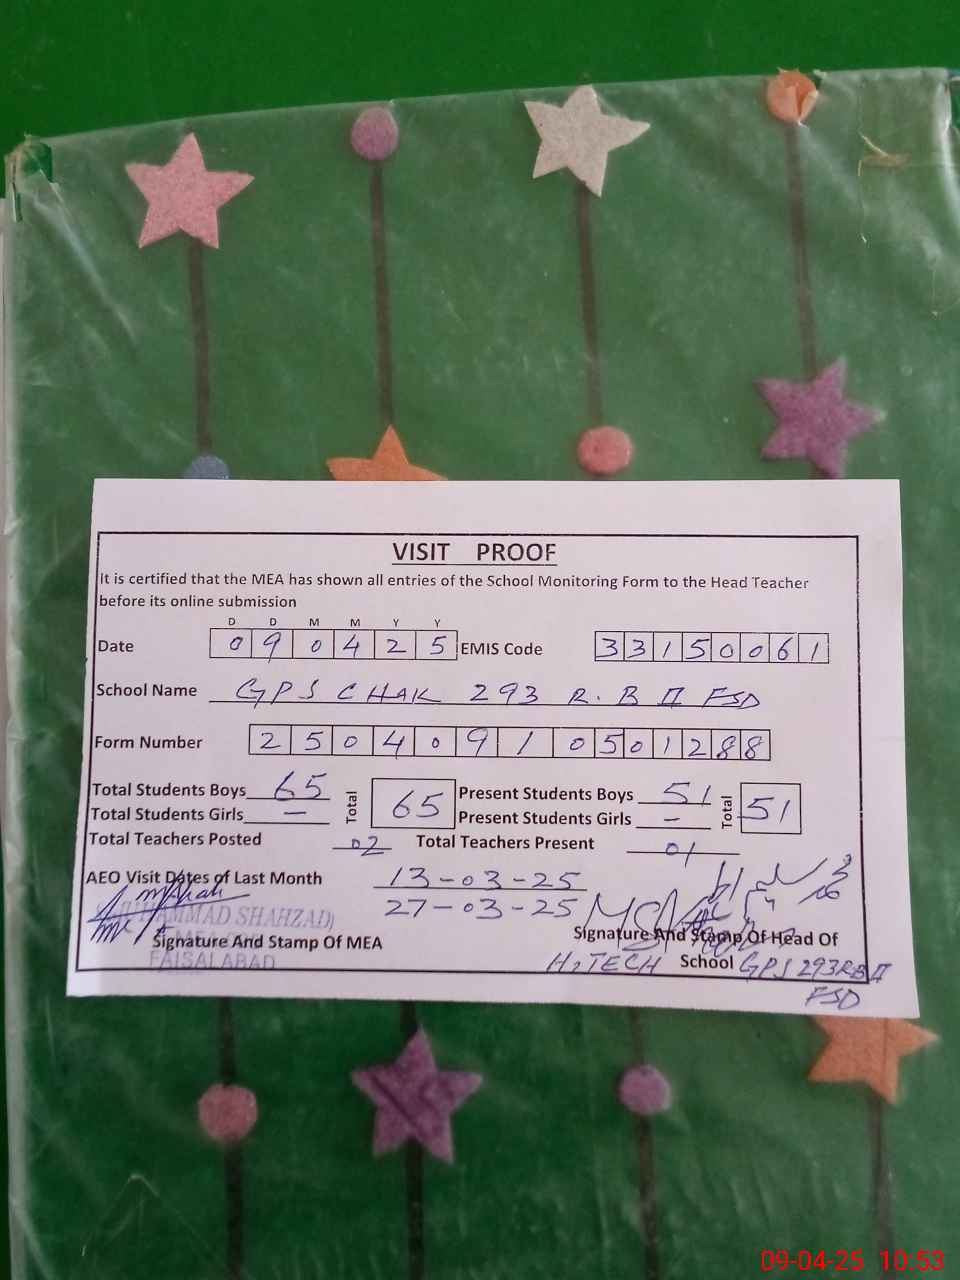 VISIT PROOF
It is certified that the MEA has shown all entries of the School Monitoring Form to the Head Teacher
before its online submission
D D M M Y Y
Date 0 9 0 4 2 5 EMIS Code 3 3 1 5 0 0 6 1
School Name GPS CHAK 293 R.B II FSD
Form Number 2 5 0 4 0 9 1 0 5 0 1 2 8 8
Total Students Boys 65 Total 65 Present Students Boys 51 Total 51
Total Students Girls — Present Students Girls —
Total Teachers Posted 02 Total Teachers Present 01
AEO Visit Dates of Last Month 13-03-25
27-03-25
MUHAMMAD SHAHZAD)
Signature And Stamp Of MEA Signature And Stamp Of Head Of
MEA
FAISALABAD
H2TECH School GPS 293RB II
FSD
09-04-25 10:53